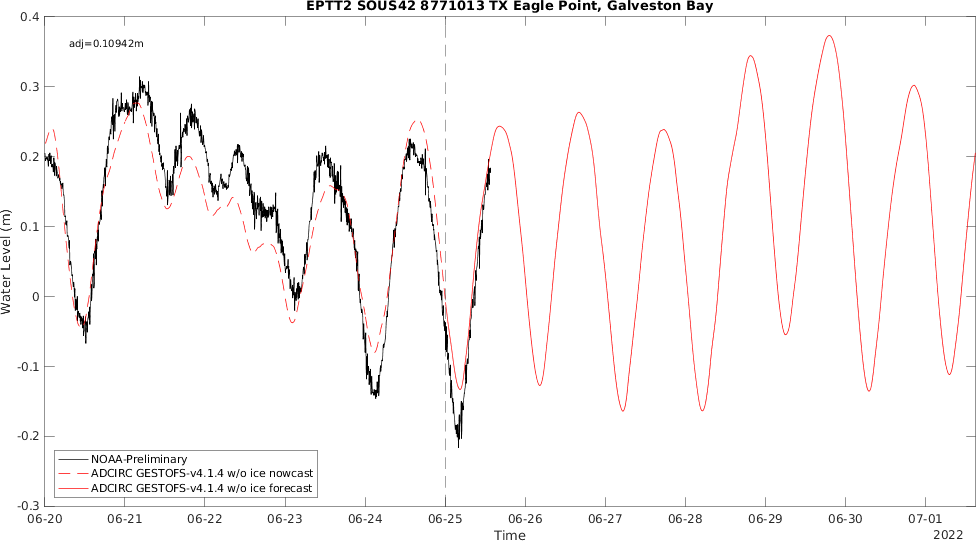 EPTT2 SOUS42 8771013 TX Eagle Point, Galveston Bay
adj=0.10942m
0.4
0.3
0.2
0.1
0
-0.1
-0.2
-0.3
Water Level (m)
NOAA-Preliminary
ADCIRC GESTOFS-v4.1.4 w/o ice nowcast
ADCIRC GESTOFS-v4.1.4 w/o ice forecast
06-20 06-21 06-22 06-23 06-24 06-25 06-26 06-27 06-28 06-29 06-30 07-01
2022
Time